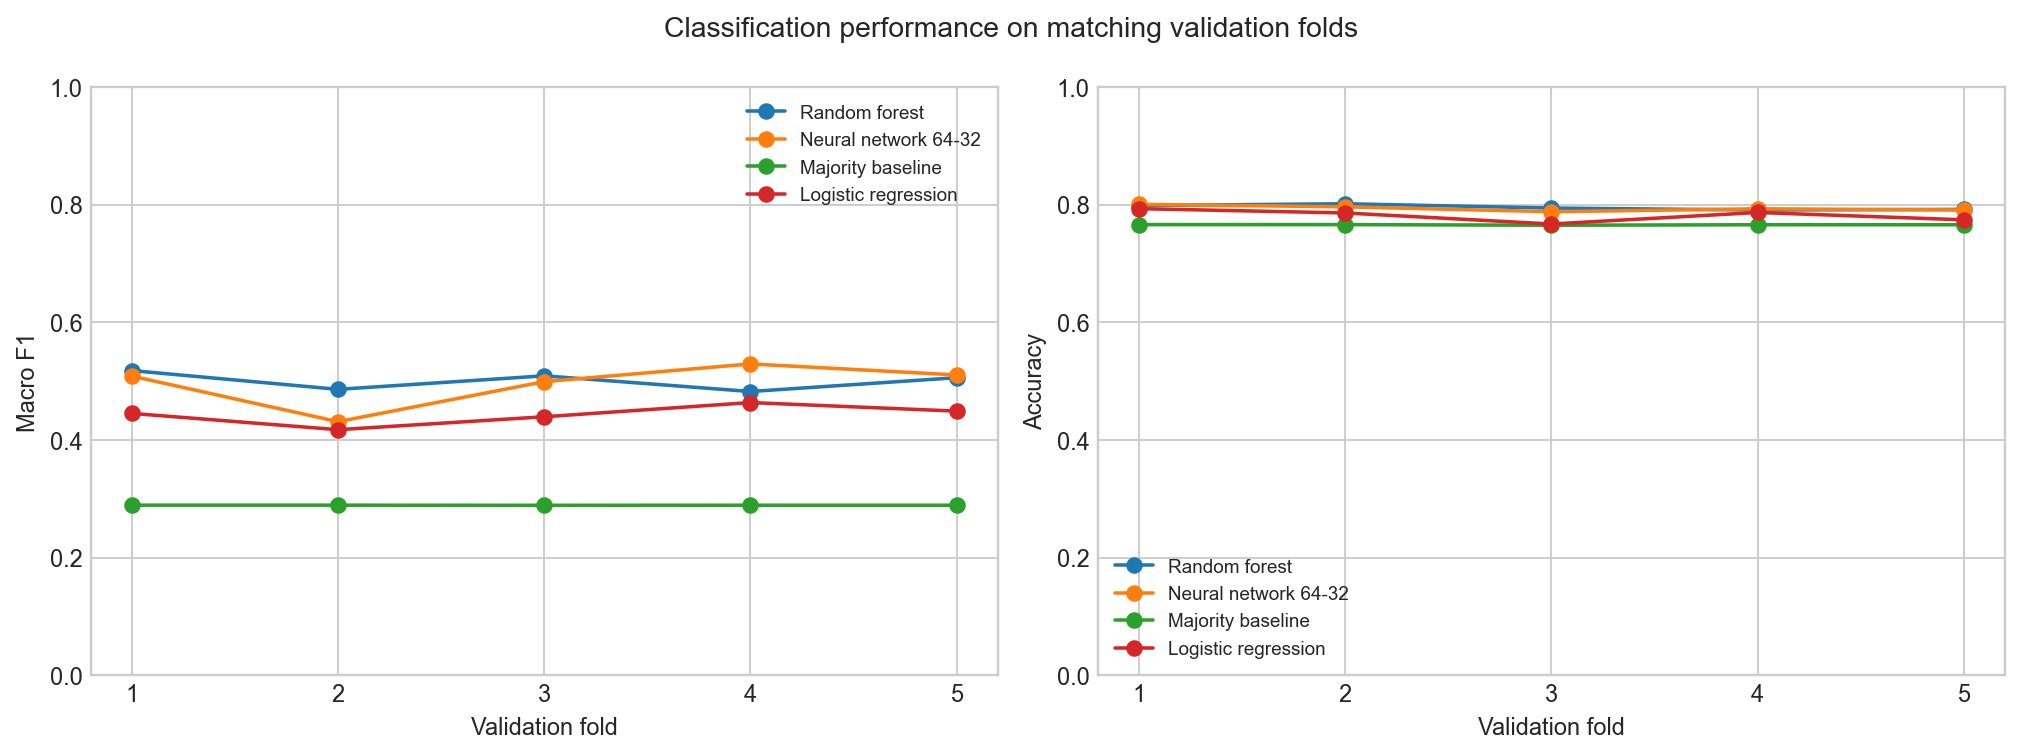 Classification performance on matching validation folds
1.0
0.8
0.6
0.4
0.2
0.0
Macro F1
1 2 3 4 5
Validation fold
Random forest
Neural network 64-32
Majority baseline
Logistic regression
1.0
0.8
0.6
0.4
0.2
0.0
Accuracy
1 2 3 4 5
Validation fold
Random forest
Neural network 64-32
Majority baseline
Logistic regression